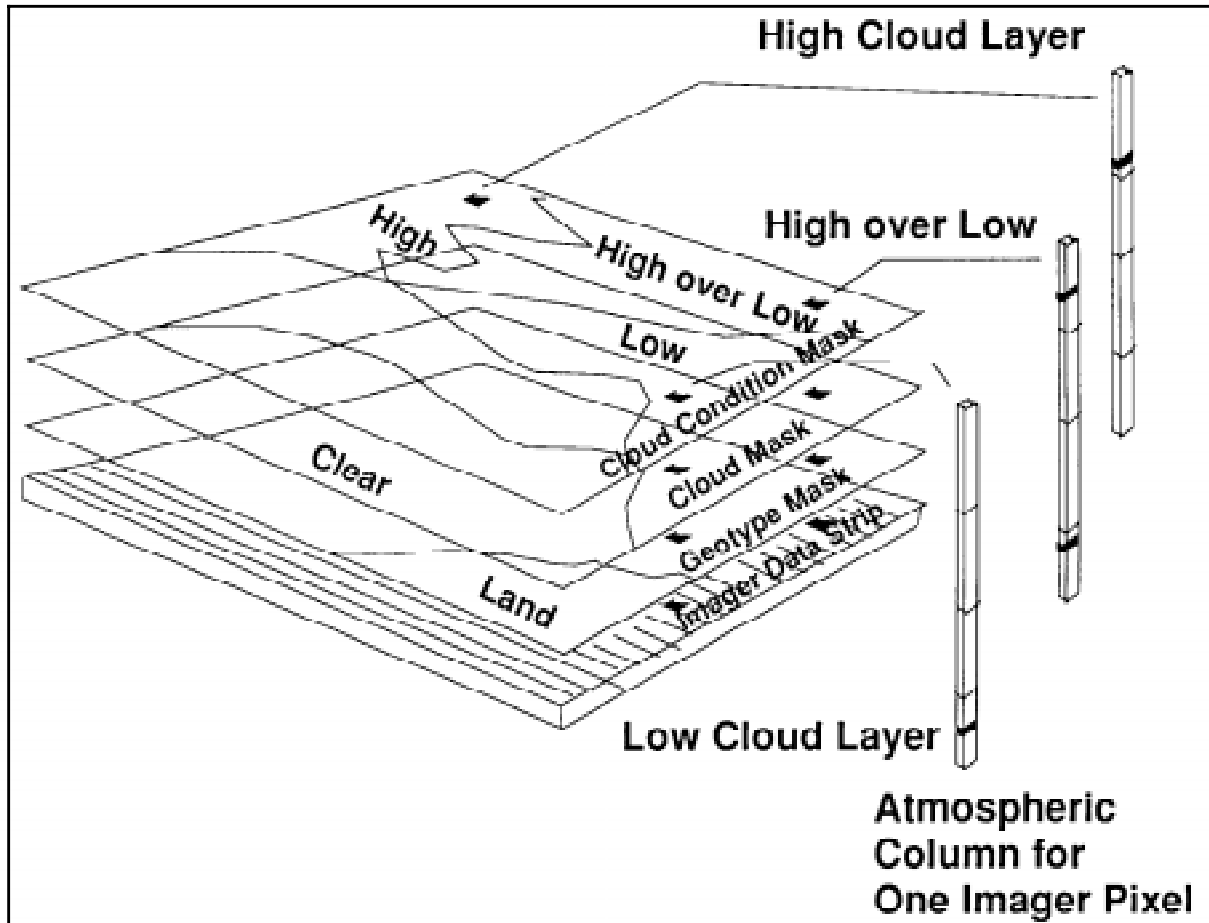 High Cloud Layer
High over Low
High
High over Low
Low
Cloud Condition Mask
Clear
Cloud Mask
Geotype Mask
Land
Imager Data Strip
Low Cloud Layer
Atmospheric
Column for
One Imager Pixel